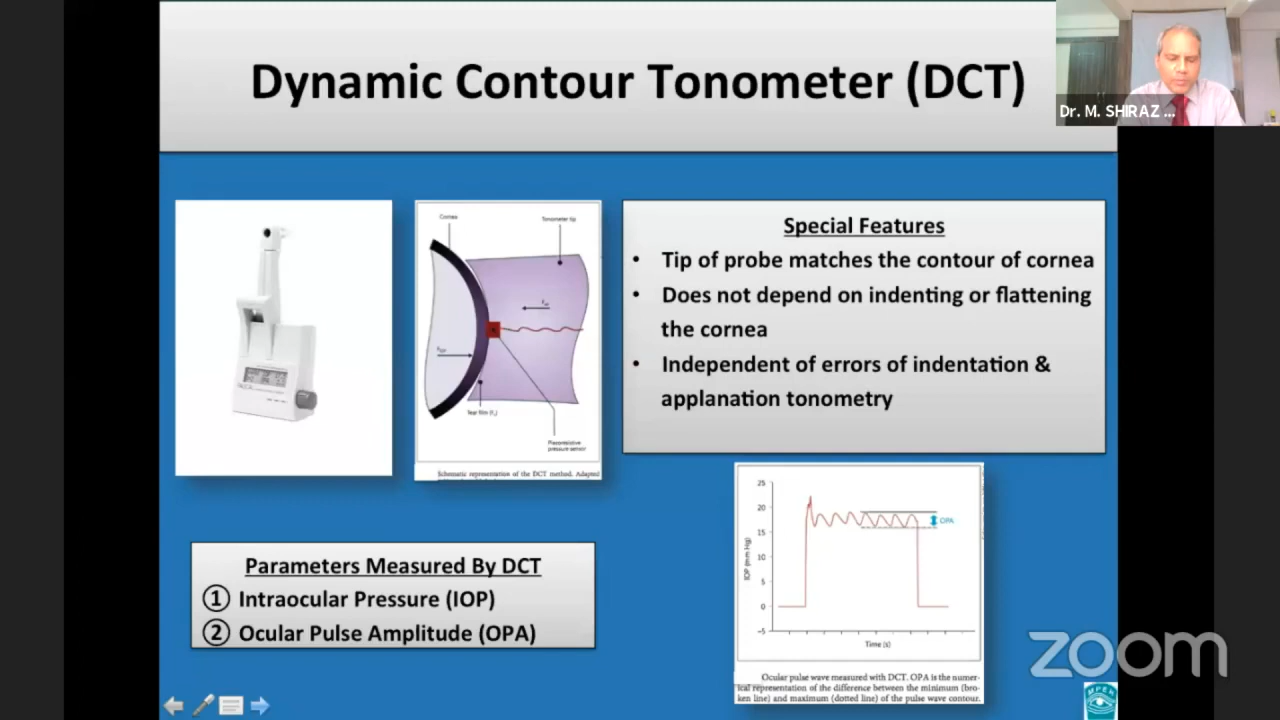 Dynamic Contour Tonometer (DCT)
Dr. M. SHIRAZ ...
Cornea
Tonometer tip
Tear film
Piezoresistive
pressure sensor
Schematic representation of the DCT method. Adapted
Special Features
• Tip of probe matches the contour of cornea
• Does not depend on indenting or flattening
the cornea
• Independent of errors of indentation &
applanation tonometry
Parameters Measured By DCT
① Intraocular Pressure (IOP)
② Ocular Pulse Amplitude (OPA)
25
20
15
10
5
0
-5
IOP (mm Hg)
OPA
Time (s)
Ocular pulse wave measured with DCT. OPA is the numer-
ical representation of the difference between the minimum (bro-
ken line) and maximum (dotted line) of the pulse wave contour.
zoom